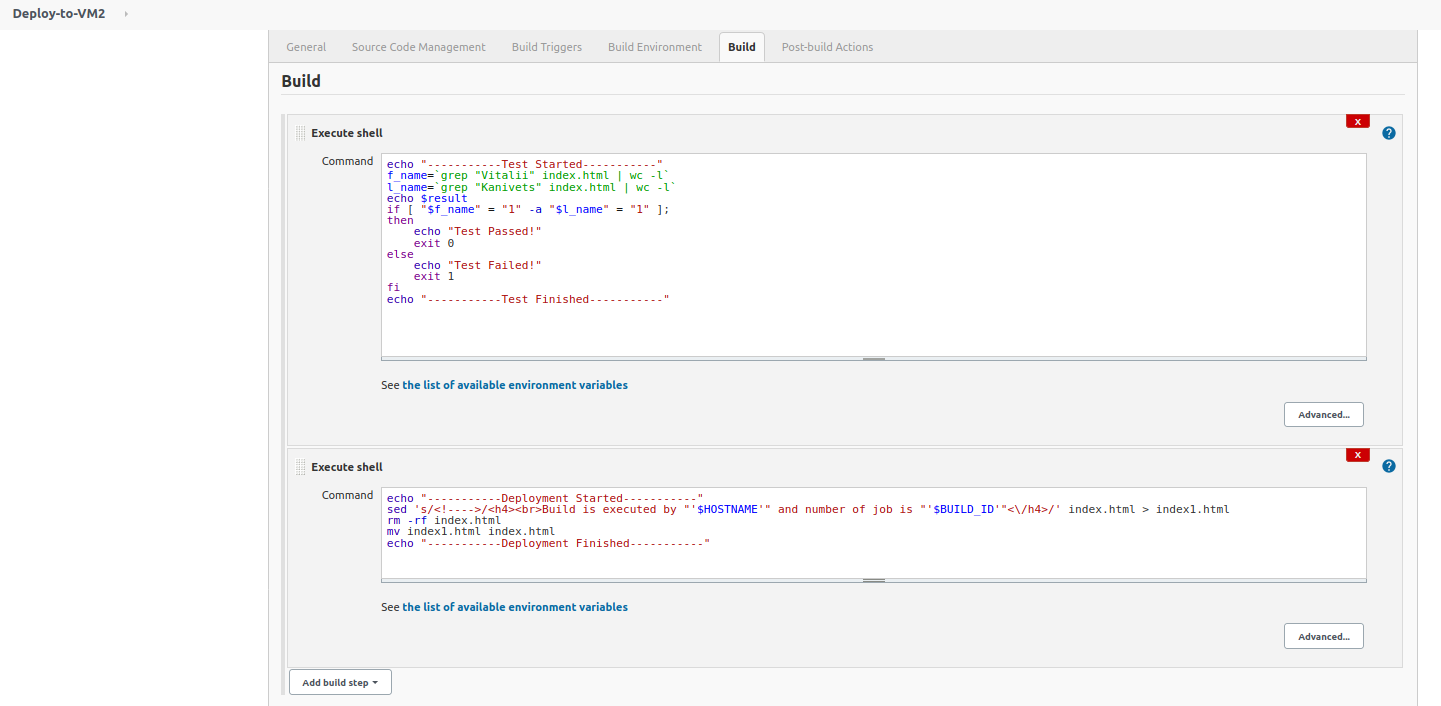 Deploy-to-VM2
General Source Code Management Build Triggers Build Environment Build Post-build Actions
Build
x
Execute shell ?
Command
echo "-----------Test Started-----------"
f_name=`grep "Vitalii" index.html | wc -l`
l_name=`grep "Kanivets" index.html | wc -l`
echo $result
if [ "$f_name" = "1" -a "$l_name" = "1" ];
then
    echo "Test Passed!"
    exit 0
else
    echo "Test Failed!"
    exit 1
fi
echo "-----------Test Finished-----------"
See the list of available environment variables
Advanced...
x
Execute shell ?
Command
echo "-----------Deployment Started-----------"
sed 's/<!---->/<h4><br>Build is executed by "'$HOSTNAME'" and number of job is "'$BUILD_ID'"<\/h4>/' index.html > index1.html
rm -rf index.html
mv index1.html index.html
echo "-----------Deployment Finished-----------"
See the list of available environment variables
Advanced...
Add build step